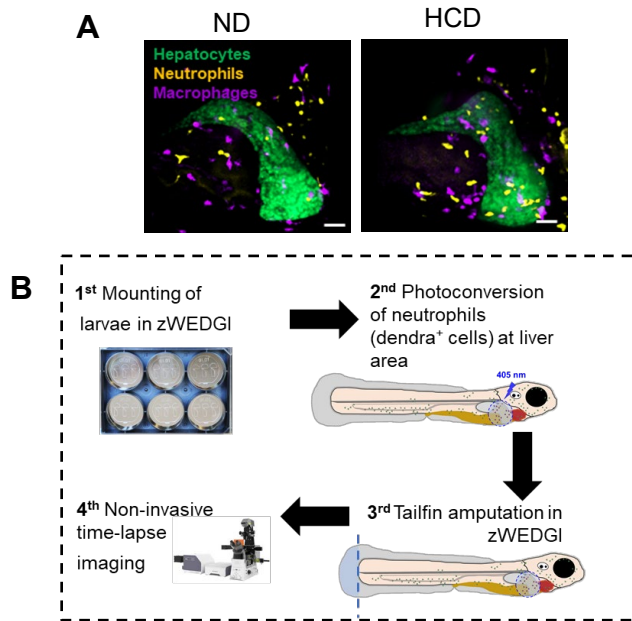 A
ND
HCD
Hepatocytes
Neutrophils
Macrophages
B
1st Mounting of
larvae in zWEDGI
2nd Photoconversion
of neutrophils
(dendra+ cells) at liver
area
405 nm
3rd Tailfin amputation in
zWEDGI
4th Non-invasive
time-lapse
imaging